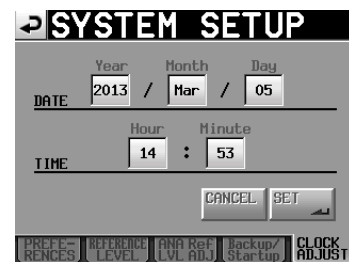 SYSTEM SETUP
Year Month Day
DATE 2013 / Mar / 05
Hour Minute
TIME 14 : 53
CANCEL SET
PREFE- REFERENCE ANA Ref Backup/ CLOCK
RENCES LEVEL LVL ADJ Startup ADJUST